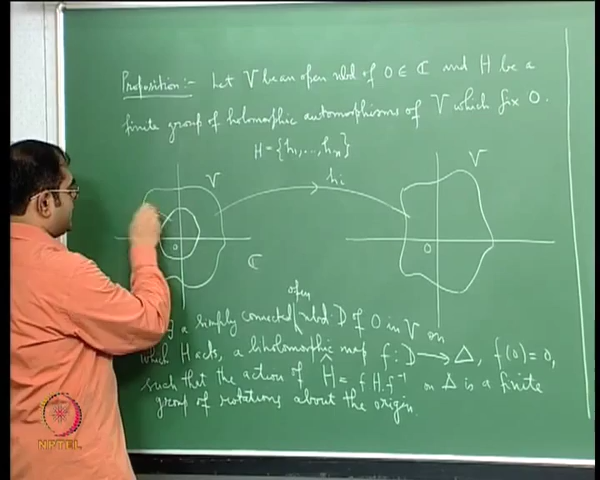 Proposition:- Let V be an open nbd of 0 ∈ ℂ and H be a
finite group of holomorphic automorphisms of V which fix 0.
H = {h₁,...,hₙ}
V
hᵢ
V
0
0
ℂ
open
a simply connected nbd D of 0 in V on
which H acts, a biholomorphic map f: D → Δ, f(0)=0,
such that the action of Ĥ = f H f⁻¹ on Δ is a finite
group of rotations about the origin.
NPTEL